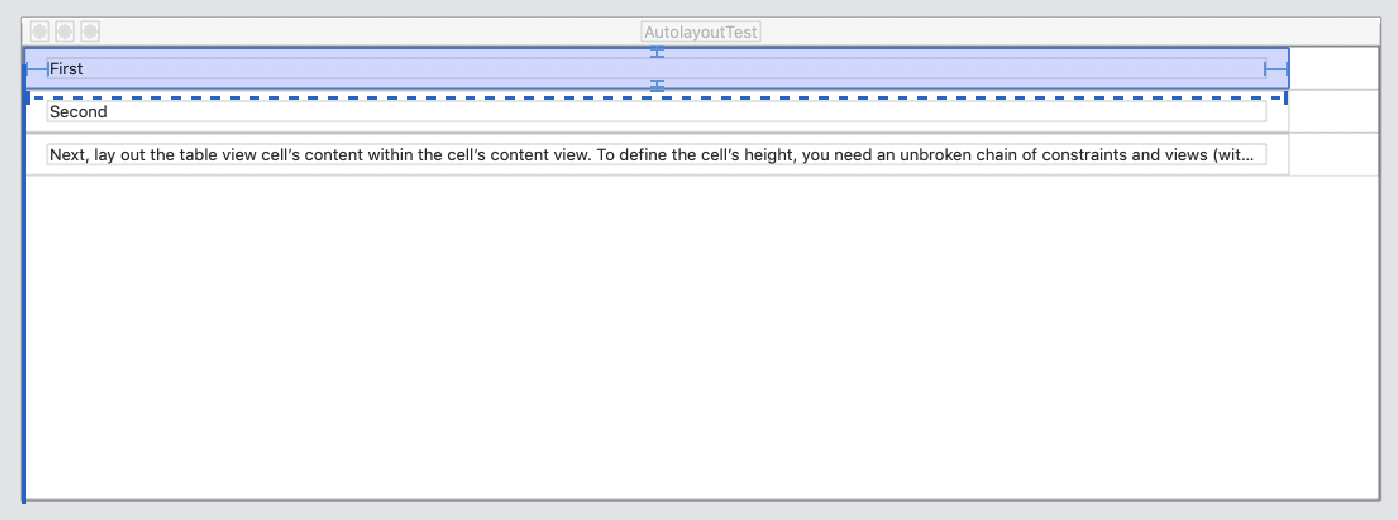 AutolayoutTest
First
Second
Next, lay out the table view cell's content within the cell's content view. To define the cell's height, you need an unbroken chain of constraints and views (wit...